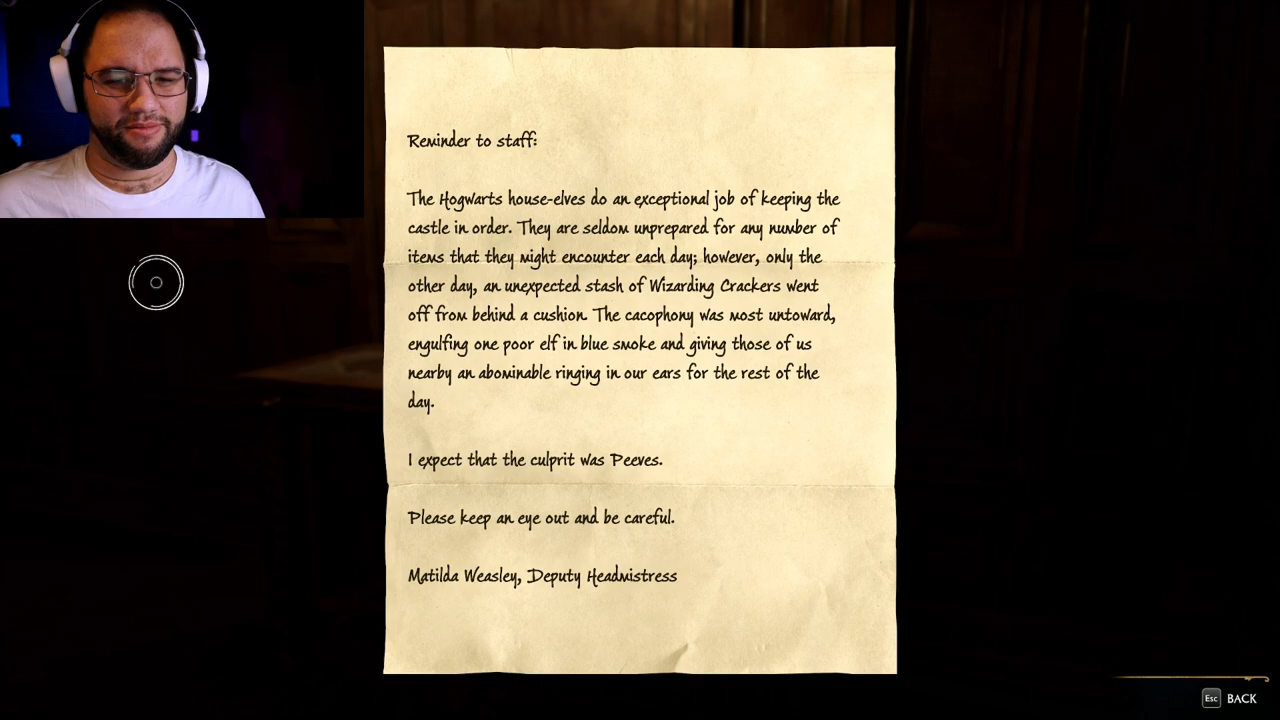 Reminder to staff:
The Hogwarts house-elves do an exceptional job of keeping the
castle in order. They are seldom unprepared for any number of
items that they might encounter each day; however, only the
other day, an unexpected stash of Wizarding Crackers went
off from behind a cushion. The cacophony was most untoward,
engulfing one poor elf in blue smoke and giving those of us
nearby an abominable ringing in our ears for the rest of the
day.
I expect that the culprit was Peeves.
Please keep an eye out and be careful.
Matilda Weasley, Deputy Headmistress
Esc BACK